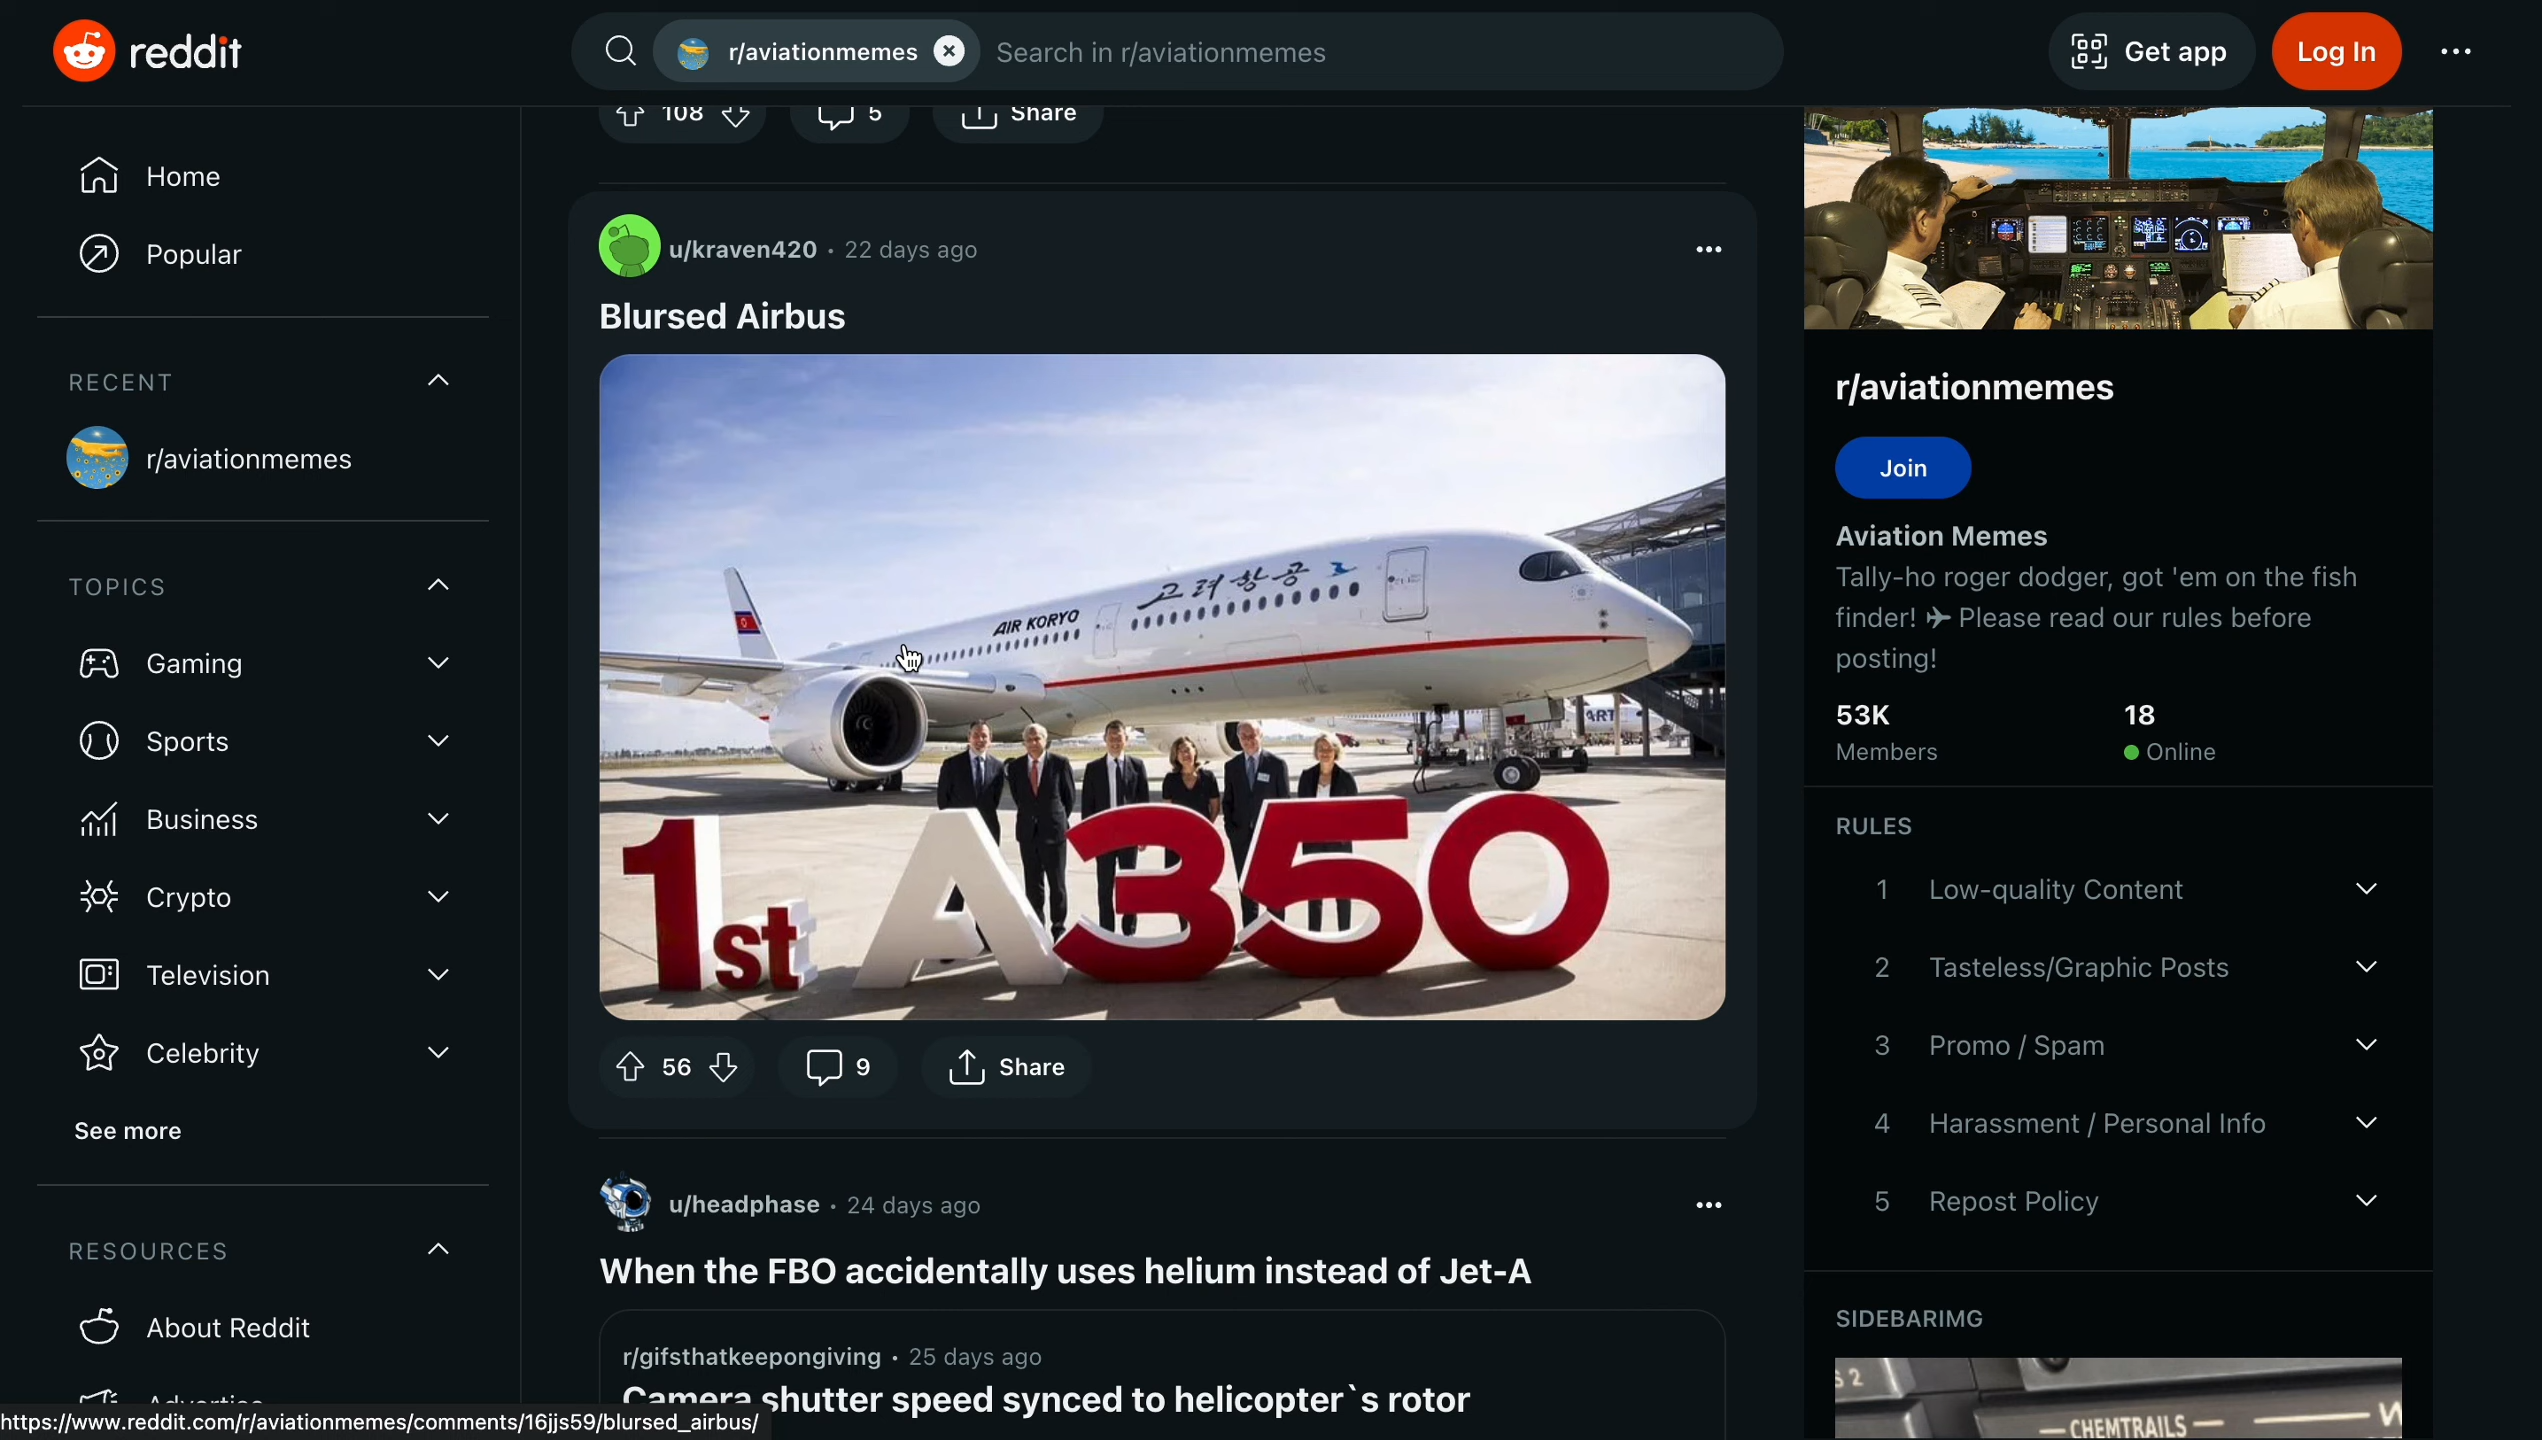 reddit
r/aviationmemes
Search in r/aviationmemes
Get app
Log In
Home
Popular
RECENT
r/aviationmemes
TOPICS
Gaming
Sports
Business
Crypto
Television
Celebrity
See more
RESOURCES
About Reddit
Advertise
https://www.reddit.com/r/aviationmemes/comments/16jjs59/blursed_airbus/
108
5
Share
u/kraven420 · 22 days ago
Blursed Airbus
고려항공
AIR KORYO
ART
1st A350
56
9
Share
u/headphase · 24 days ago
When the FBO accidentally uses helium instead of Jet-A
r/gifsthatkeepongiving · 25 days ago
Camera shutter speed synced to helicopter`s rotor
r/aviationmemes
Join
Aviation Memes
Tally-ho roger dodger, got 'em on the fish
finder! ✈ Please read our rules before
posting!
53K
Members
18
Online
RULES
1 Low-quality Content
2 Tasteless/Graphic Posts
3 Promo / Spam
4 Harassment / Personal Info
5 Repost Policy
SIDEBARIMG
S 2
CHEMTRAILS